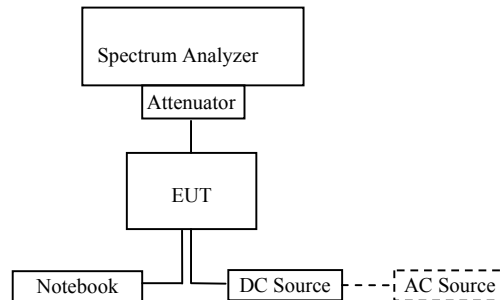 Spectrum Analyzer
Attenuator
EUT
Notebook
DC Source
AC Source